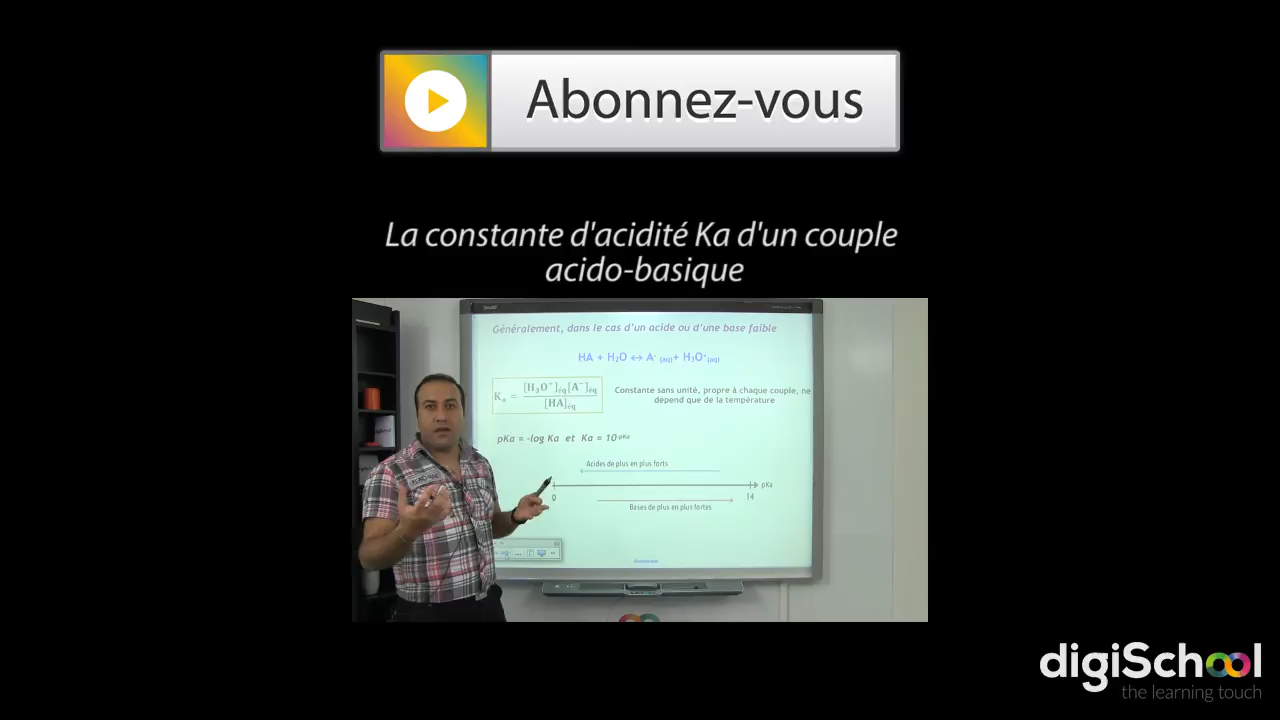 Abonnez-vous
La constante d'acidité Ka d'un couple
acido-basique
Généralement, dans le cas d'un acide ou d'une base faible
HA + H₂O ↔ A⁻ (aq) + H₃O⁺(aq)
Kₐ = [H₃O⁺]éq[A⁻]éq / [HA]éq
Constante sans unité, propre à chaque couple, ne
dépend que de la température
pKa = -log Ka et Ka = 10⁻ᵖᴷᵃ
Acides de plus en plus forts
pKa
0
14
Bases de plus en plus fortes
digiSchool
the learning touch